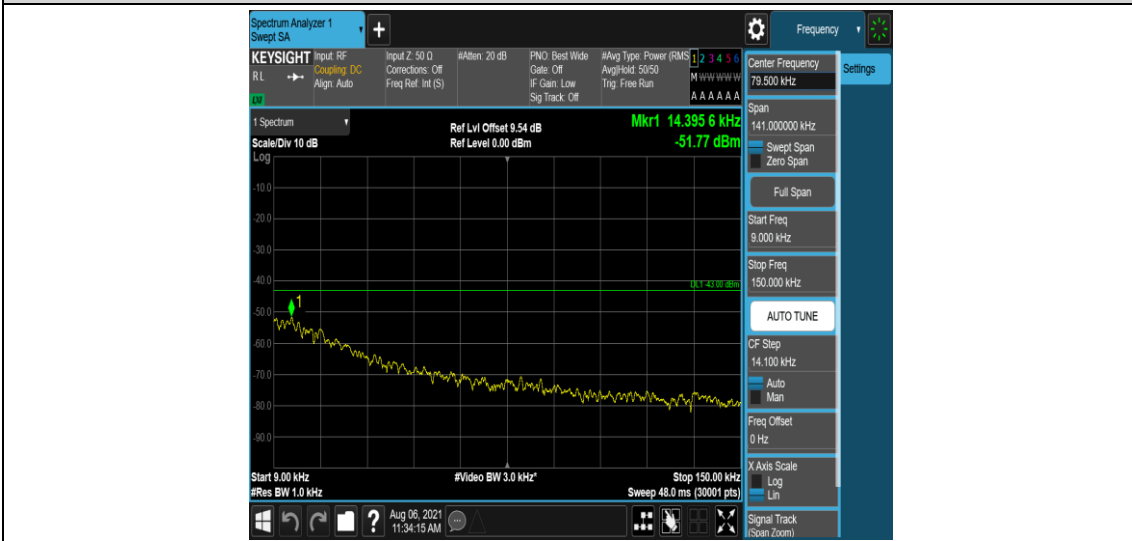 Spectrum Analyzer 1
Swept SA
+
Frequency
KEYSIGHT
RL
LXI
Input: RF
Coupling: DC
Align: Auto
Input Z: 50 Ω
Corrections: Off
Freq Ref: Int (S)
#Atten: 20 dB
PNO: Best Wide
Gate: Off
IF Gain: Low
Sig Track: Off
#Avg Type: Power (RMS
Avg|Hold: 50/50
Trig: Free Run
1 2 3 4 5 6
M W W W W W
A A A A A A
1 Spectrum
Scale/Div 10 dB
Log
Ref Lvl Offset 9.54 dB
Ref Level 0.00 dBm
Mkr1 14.395 6 kHz
-51.77 dBm
-10.0
-20.0
-30.0
-40.0
DL1 -43.00 dBm
-50.0
1
-60.0
-70.0
-80.0
-90.0
Start 9.00 kHz
#Res BW 1.0 kHz
#Video BW 3.0 kHz*
Stop 150.00 kHz
Sweep 48.0 ms (30001 pts)
Aug 06, 2021
11:34:15 AM
?
Center Frequency
79.500 kHz
Settings
Span
141.000000 kHz
Swept Span
Zero Span
Full Span
Start Freq
9.000 kHz
Stop Freq
150.000 kHz
AUTO TUNE
CF Step
14.100 kHz
Auto
Man
Freq Offset
0 Hz
X Axis Scale
Log
Lin
Signal Track
(Span Zoom)